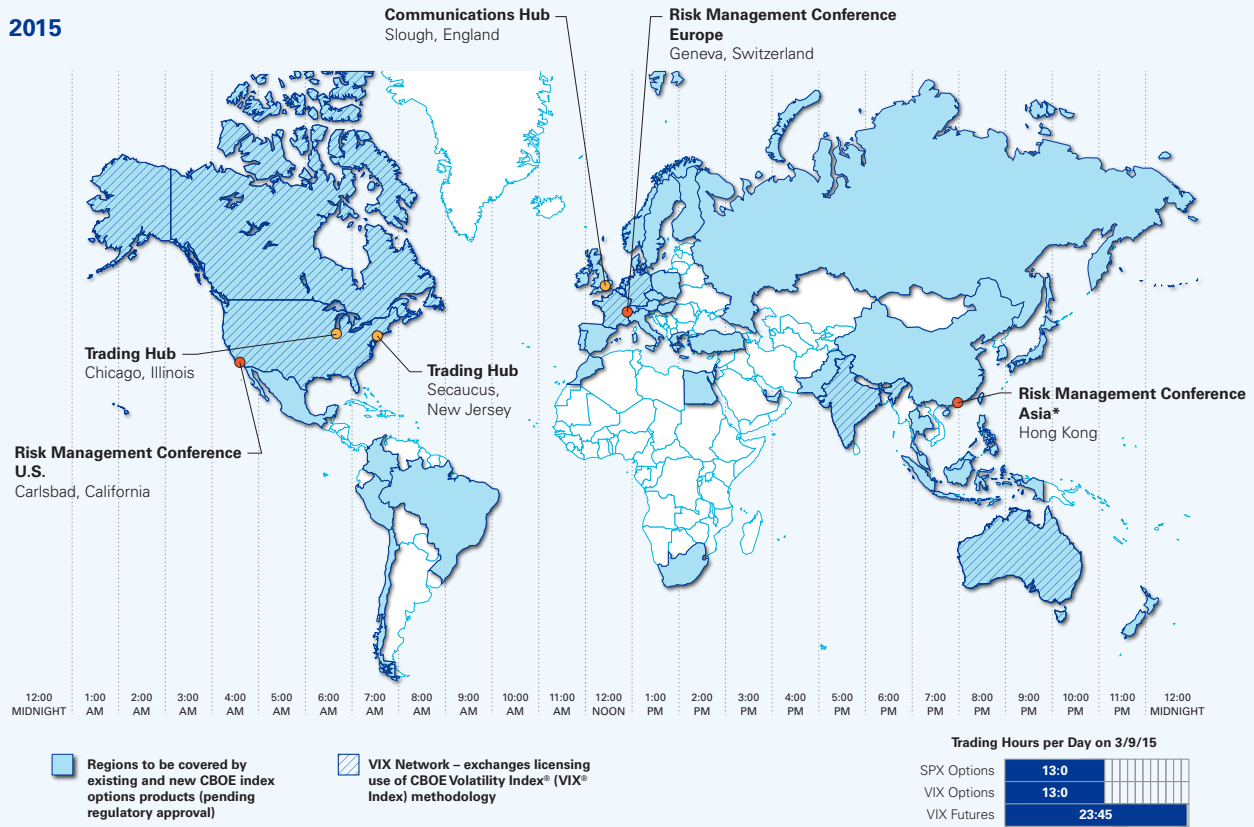 2015
Communications Hub
Slough, England
Risk Management Conference
Europe
Geneva, Switzerland
Trading Hub
Chicago, Illinois
Trading Hub
Secaucus,
New Jersey
Risk Management Conference
Asia*
Hong Kong
Risk Management Conference
U.S.
Carlsbad, California
12:00 1:00 2:00 3:00 4:00 5:00 6:00 7:00 8:00 9:00 10:00 11:00 12:00 1:00 2:00 3:00 4:00 5:00 6:00 7:00 8:00 9:00 10:00 11:00 12:00
MIDNIGHT AM AM AM AM AM AM AM AM AM AM AM NOON PM PM PM PM PM PM PM PM PM PM PM MIDNIGHT
Regions to be covered by
existing and new CBOE index
options products (pending
regulatory approval)
VIX Network – exchanges licensing
use of CBOE Volatility Index® (VIX®
Index) methodology
Trading Hours per Day on 3/9/15
SPX Options 13:0
VIX Options 13:0
VIX Futures 23:45